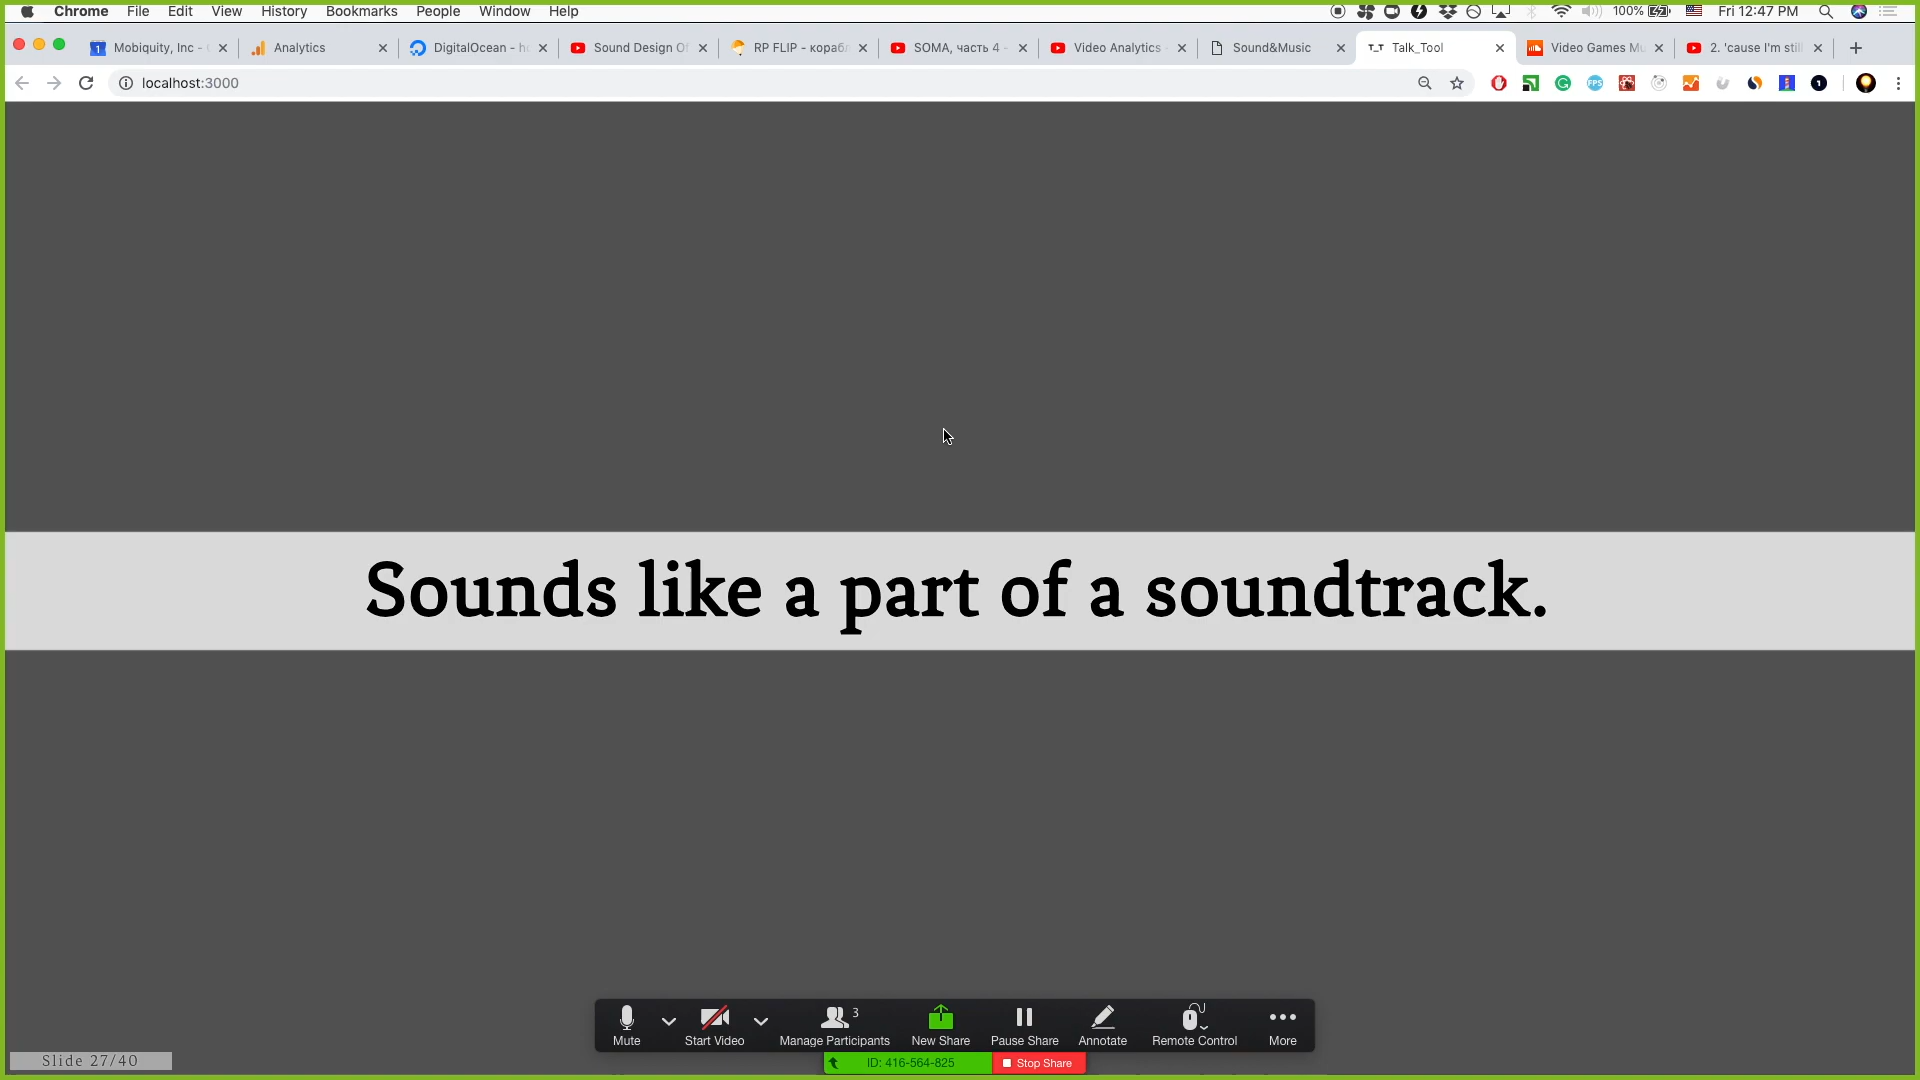 Chrome File Edit View History Bookmarks People Window Help 100% Fri 12:47 PM
Mobiquity, Inc - Analytics DigitalOcean - h Sound Design Of RP FLIP - кораб SOMA, часть 4 - Video Analytics - Sound&Music Talk_Tool Video Games Mu 2. 'cause I'm still
localhost:3000
Sounds like a part of a soundtrack.
3
Mute Start Video Manage Participants New Share Pause Share Annotate Remote Control More
Slide 27/40
ID: 416-564-825 Stop Share